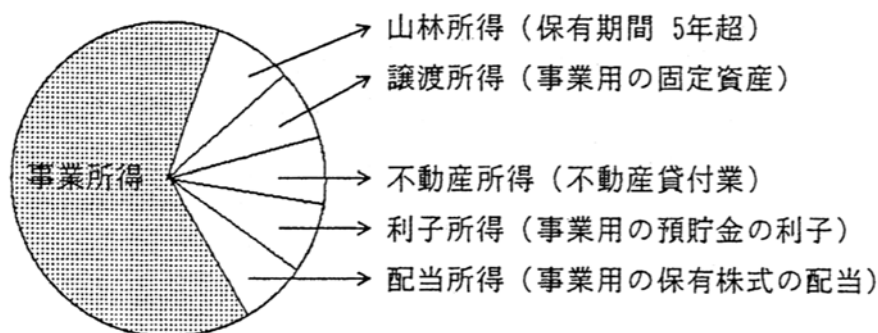 山林所得（保有期間 5年超）
譲渡所得（事業用の固定資産）
事業所得
不動産所得（不動産貸付業）
利子所得（事業用の預貯金の利子）
配当所得（事業用の保有株式の配当）